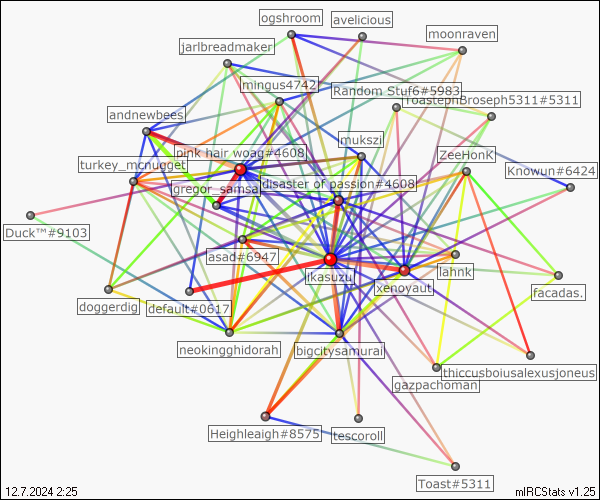 ogshroom
avelicious
moonraven
jarlbreadmaker
mingus4742
Random Stuf6#5983
ToastephBroseph5311#5311
andnewbees
mukszi
pink hair woag#4608
ZeeHonK
turkey_mcnugget
Knowun#6424
gregor_samsa
disaster of passion#4608
Duck™#9103
asad#6947
ikasuzu
lahnk
xenoyaut
facadas.
doggerdig
default#0617
neokingghidorah
bigcitysamurai
thiccusboiusalexusjoneus
gazpachoman
Heighleaigh#8575
tescoroll
Toast#5311
12.7.2024 2:25
mIRCStats v1.25